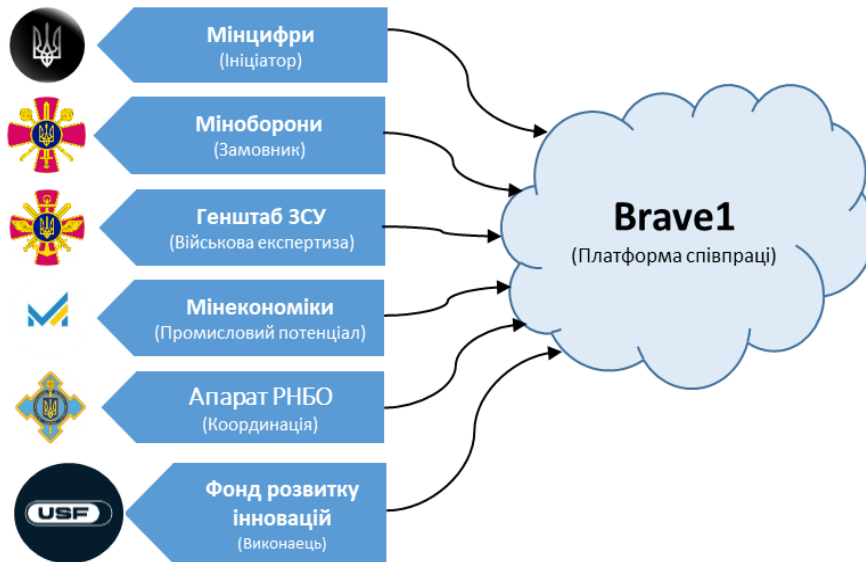 Мінцифри
(Ініціатор)
Міноборони
(Замовник)
Генштаб ЗСУ
(Військова експертиза)
Мінекономіки
(Промисловий потенціал)
Апарат РНБО
(Координація)
USF
Фонд розвитку
інновацій
(Виконаець)
Brave1
(Платформа співпраці)